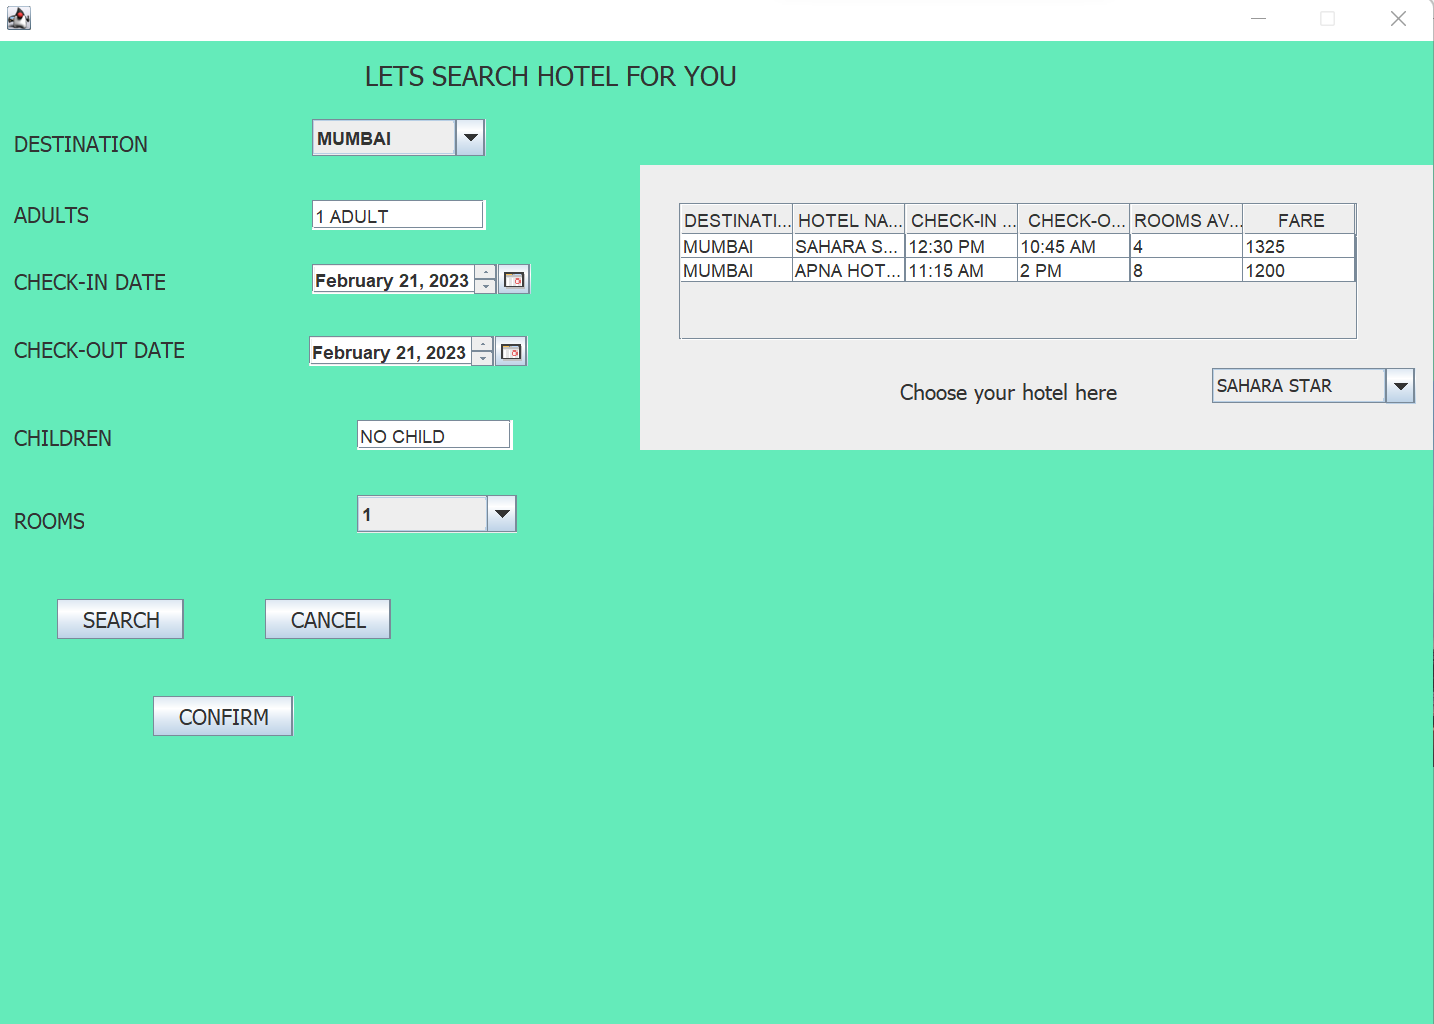 LETS SEARCH HOTEL FOR YOU
DESTINATION MUMBAI
ADULTS 1 ADULT
CHECK-IN DATE February 21, 2023
CHECK-OUT DATE February 21, 2023
CHILDREN NO CHILD
ROOMS 1
SEARCH CANCEL
CONFIRM
DESTINATI... HOTEL NA... CHECK-IN ... CHECK-O... ROOMS AV... FARE
MUMBAI SAHARA S... 12:30 PM 10:45 AM 4 1325
MUMBAI APNA HOT... 11:15 AM 2 PM 8 1200
Choose your hotel here SAHARA STAR